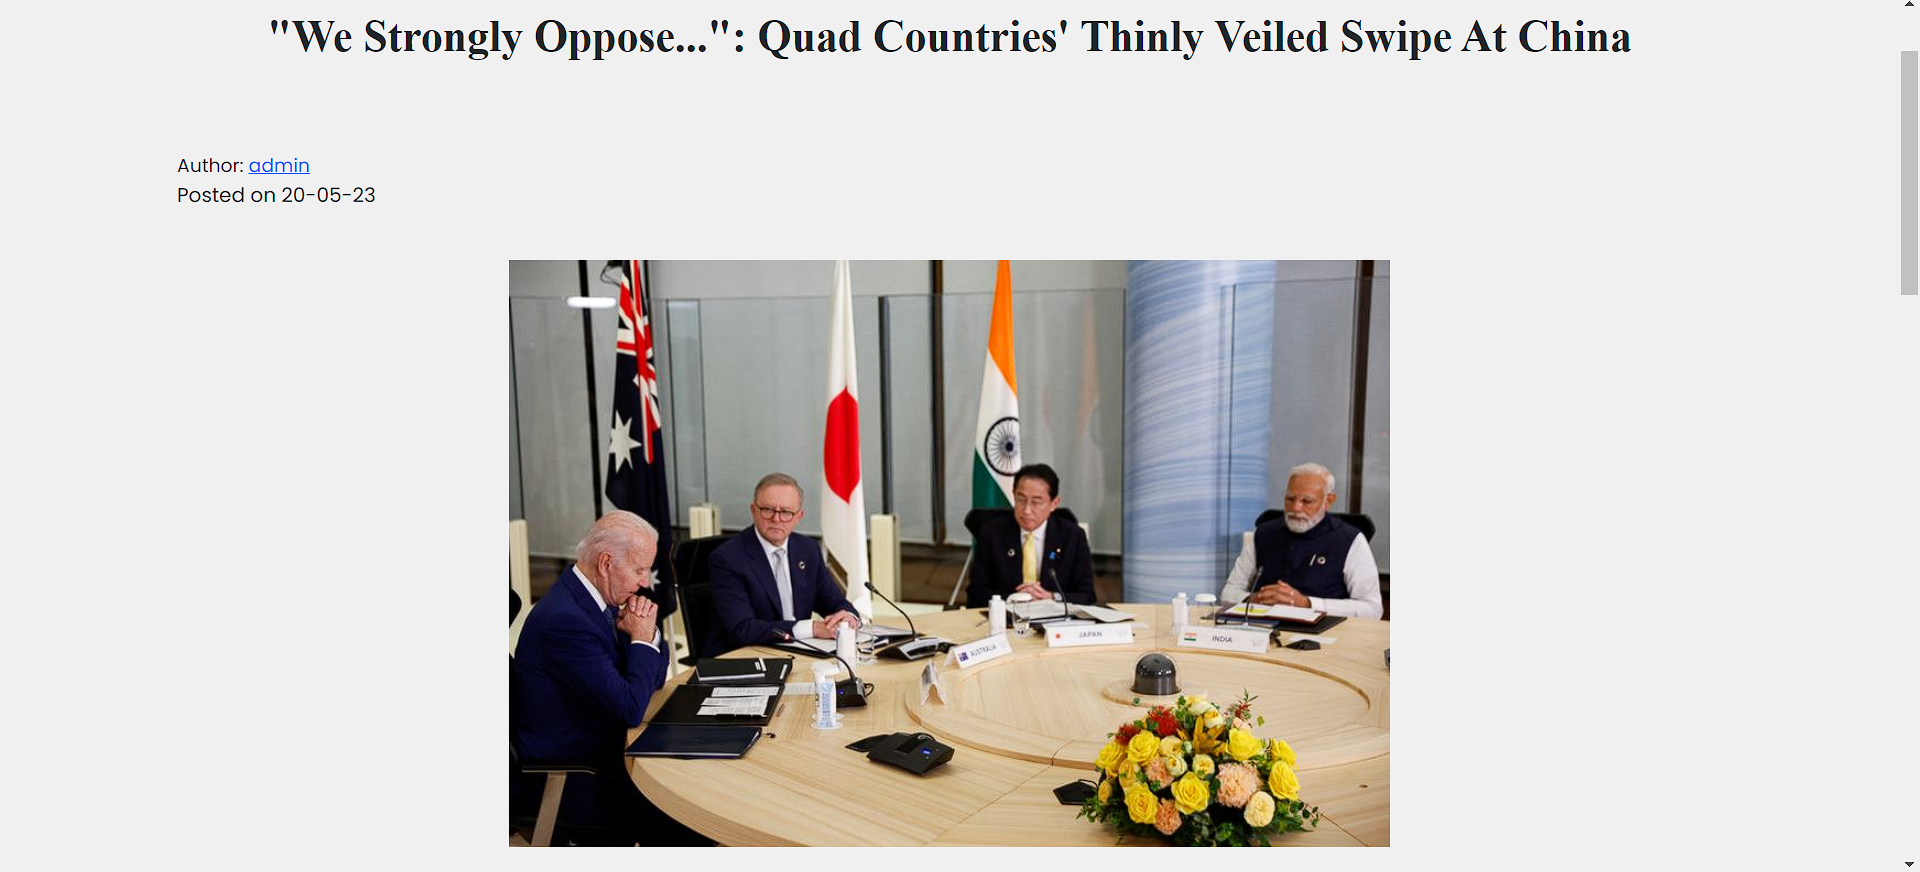 "We Strongly Oppose...": Quad Countries' Thinly Veiled Swipe At China
Author: admin
Posted on 20-05-23
AUSTRALIA
JAPAN
INDIA